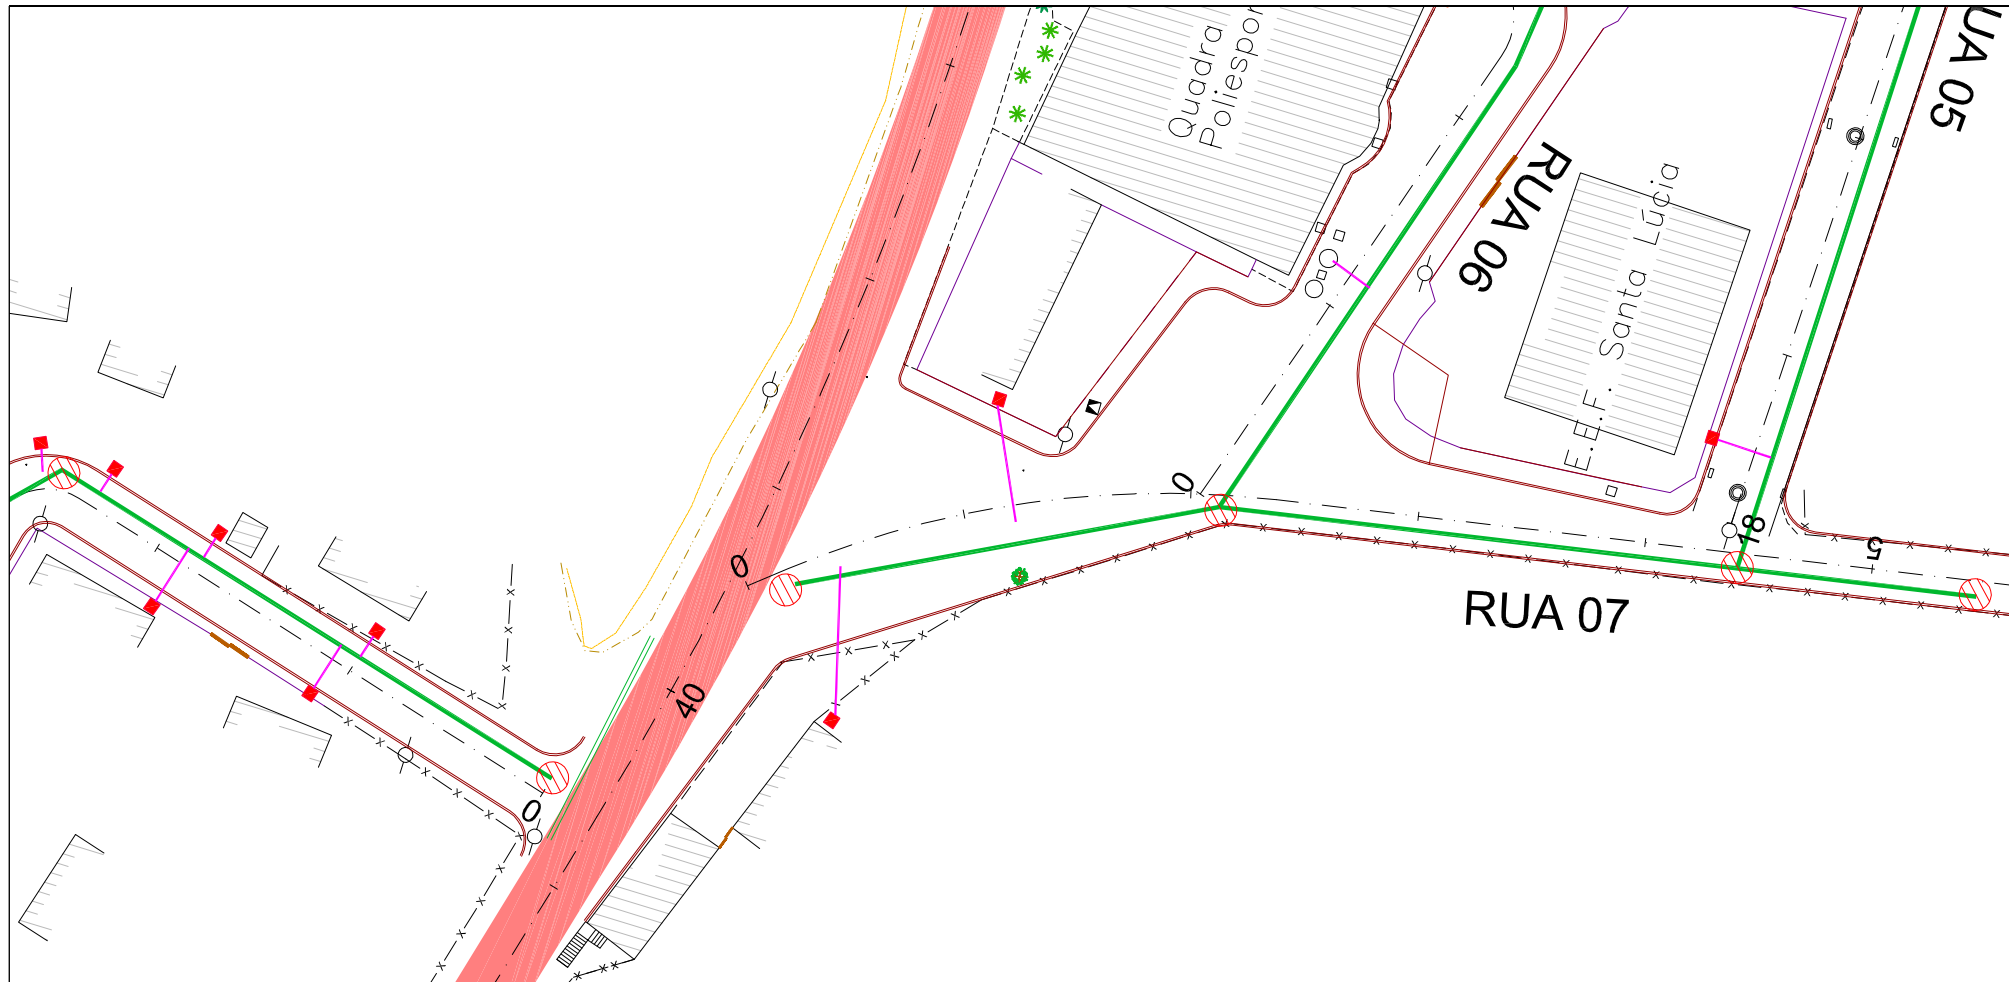 Quadra
Poliespor
RUA 06
E.E.F. Santa Lúcia
UA 05
0
0
18
5
RUA 07
40
0